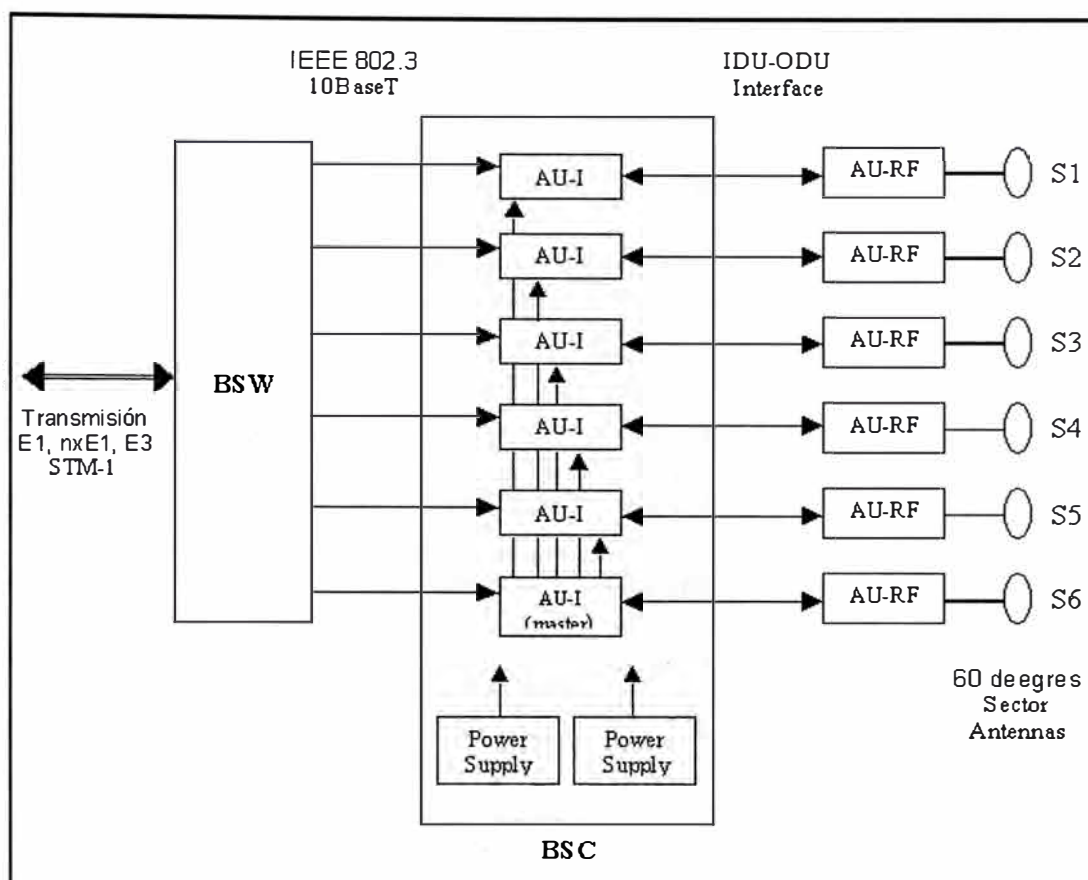 IEEE 802.3
10BaseT
IDU-ODU
Interface
AU-I
AU-RF
S1
AU-I
AU-RF
S2
AU-I
AU-RF
S3
BSW
Transmisión
E1, nxE1, E3
STM-1
AU-I
AU-RF
S4
AU-I
AU-RF
S5
AU-I
(master)
AU-RF
S6
60 deegres
Sector
Antennas
Power
Supply
Power
Supply
BSC